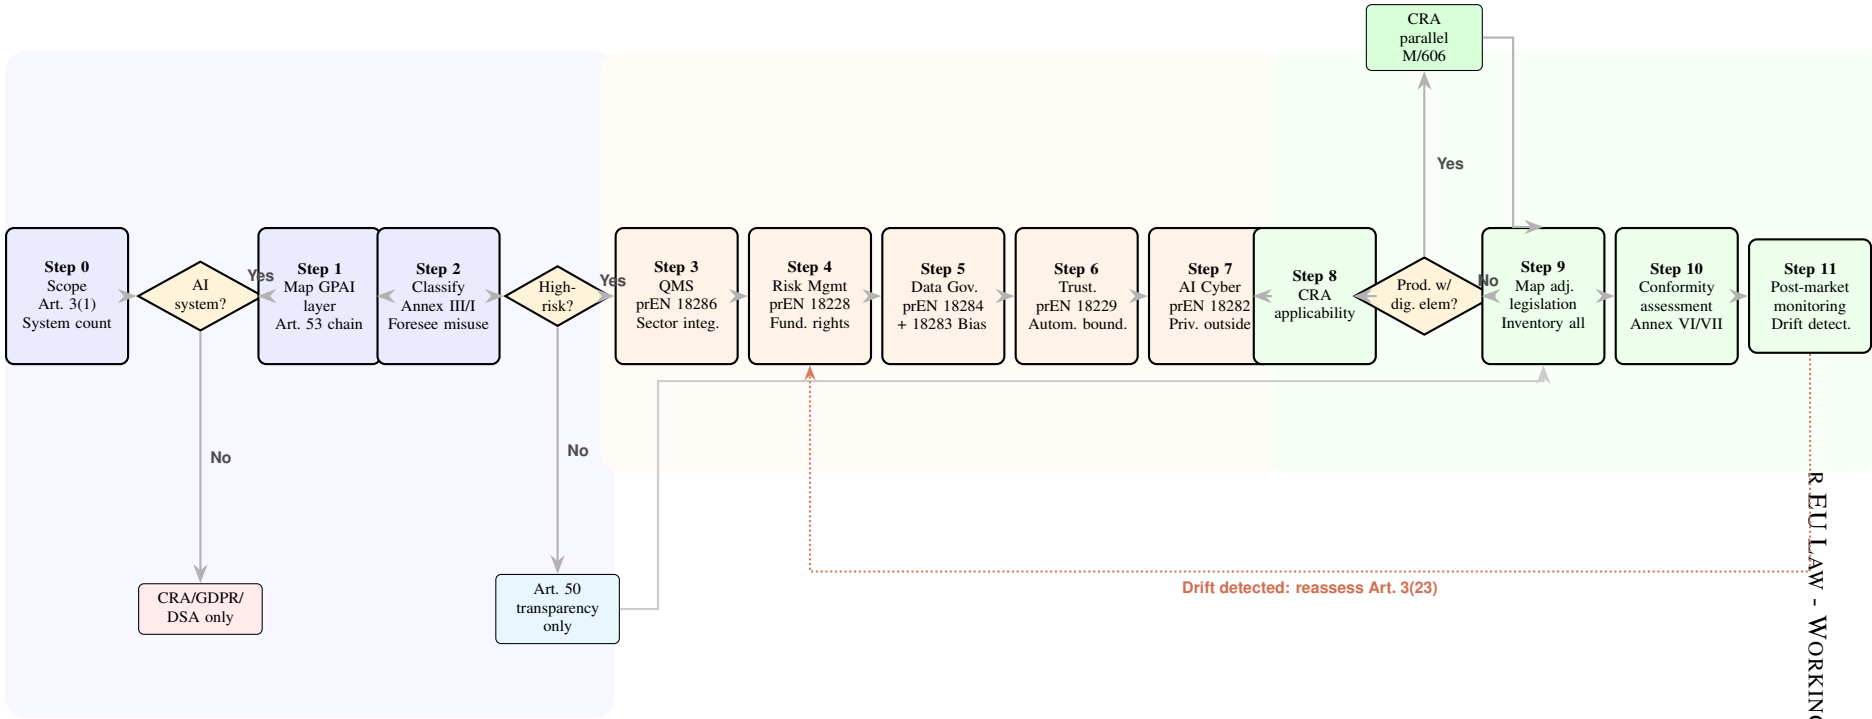 CRA
parallel
M/606
Yes
Step 0
Scope
Art. 3(1)
System count
AI
system?
Yes
Step 1
Map GPAI
layer
Art. 53 chain
Step 2
Classify
Annex III/I
Foresee misuse
High-
risk?
Yes
Step 3
QMS
prEN 18286
Sector integ.
Step 4
Risk Mgmt
prEN 18228
Fund. rights
Step 5
Data Gov.
prEN 18284
+ 18283 Bias
Step 6
Trust.
prEN 18229
Autom. bound.
Step 7
AI Cyber
prEN 18282
Priv. outside
Step 8
CRA
applicability
Prod. w/
dig. elem?
No
Step 9
Map adj.
legislation
Inventory all
Step 10
Conformity
assessment
Annex VI/VII
Step 11
Post-market
monitoring
Drift detect.
No
No
CRA/GDPR/
DSA only
Art. 50
transparency
only
Drift detected: reassess Art. 3(23)
EU LAW -